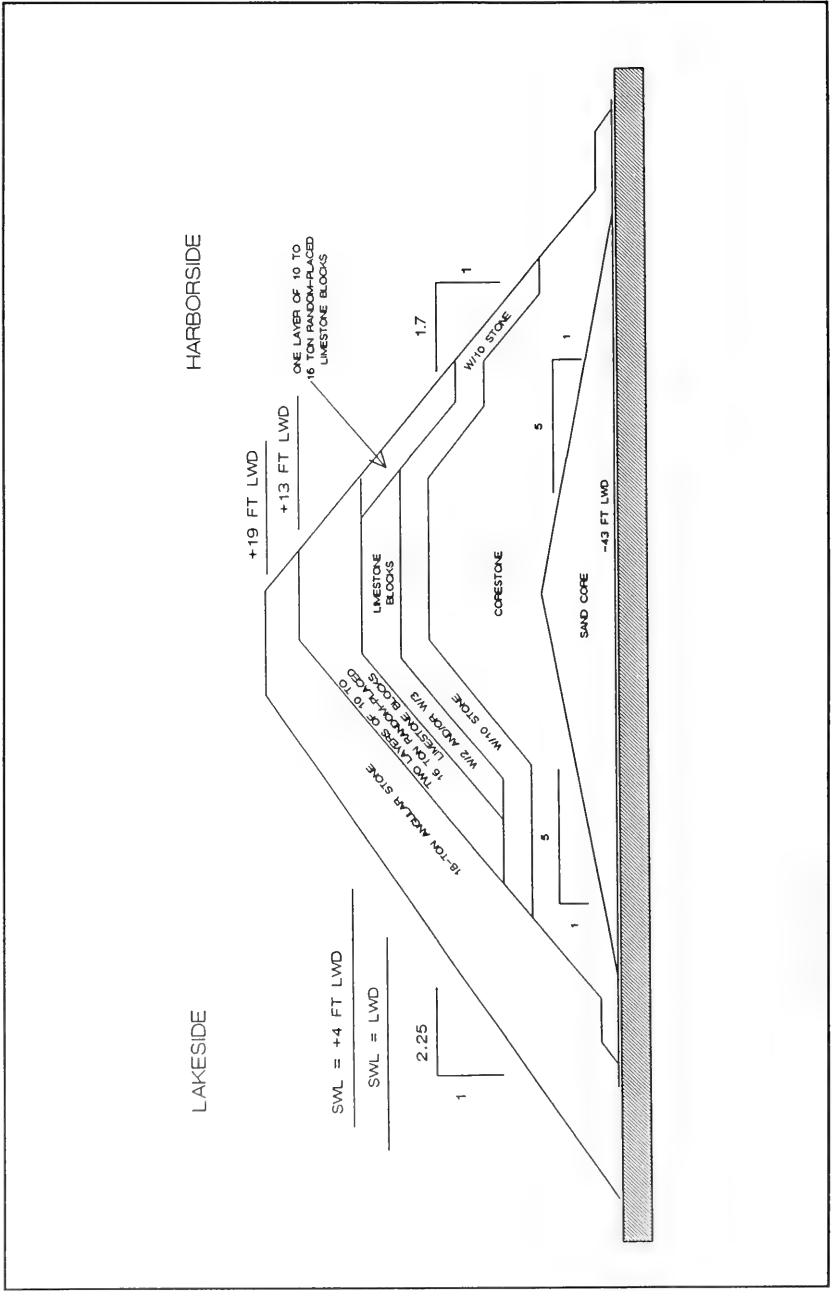 LAKESIDE
HARBORSIDE
+19 FT LWD
+13 FT LWD
ONE LAYER OF 10 TO
16 TON RANDOM-PLACED
LIMESTONE BLOCKS
SWL = +4 FT LWD
SWL = LWD
2.25
1
1.7
1
18-TON ANGULAR STONE
TWO LAYERS OF 10 TO
16 TON RANDOM-PLACED
LIMESTONE BLOCKS
W/2 AND/OR W/3
W/10 STONE
LIMESTONE
BLOCKS
W/10 STONE
CORESTONE
5
1
5
1
SAND CORE
-43 FT LWD